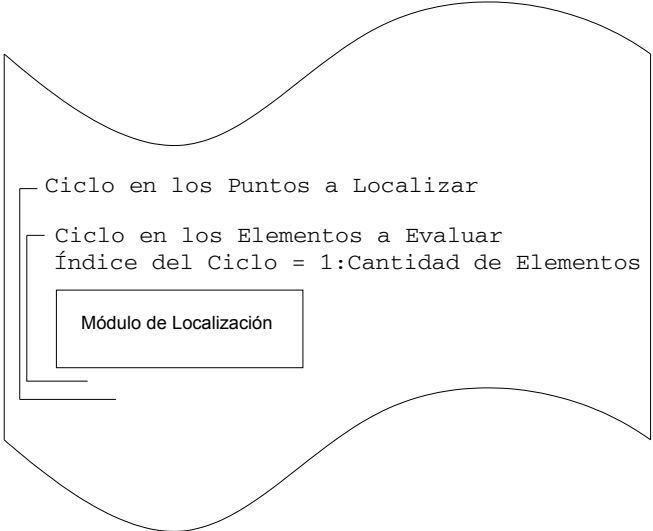 Ciclo en los Puntos a Localizar
Ciclo en los Elementos a Evaluar
Índice del Ciclo = 1:Cantidad de Elementos
Módulo de Localización